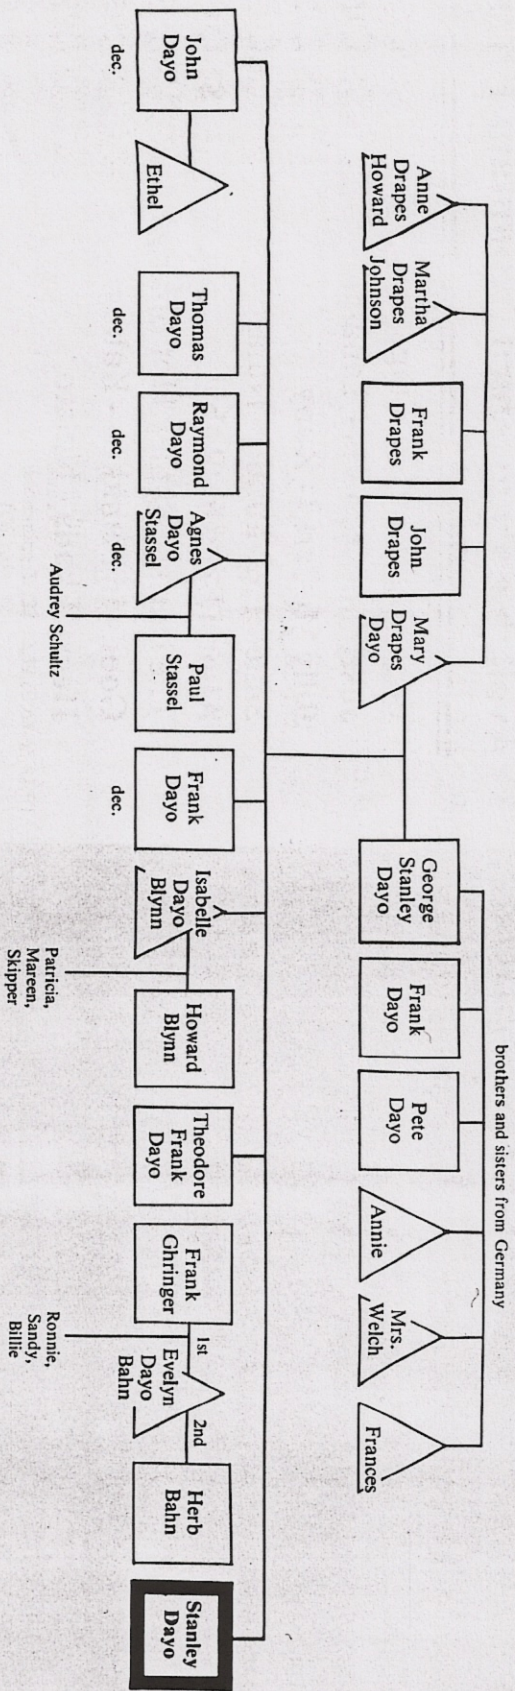 brothers and sisters from Germany
Anne
Drapes
Howard
Martha
Drapes
Johnson
Frank
Drapes
John
Drapes
Mary
Drapes
Dayo
George
Stanley
Dayo
Frank
Dayo
Pete
Dayo
Annie
Mrs.
Welch
Frances
John
Dayo
dec.
Ethel
Thomas
Dayo
dec.
Raymond
Dayo
dec.
Agnes
Dayo
Stassel
dec.
Audrey Schultz
Paul
Stassel
Frank
Dayo
dec.
Isabelle
Dayo
Blynn
Patricia,
Mareen,
Skipper
Howard
Blynn
Theodore
Frank
Dayo
Frank
Ghringer
1st
Ronnie,
Sandy,
Billie
Evelyn
Dayo
Bahn
2nd
Herb
Bahn
Stanley
Dayo